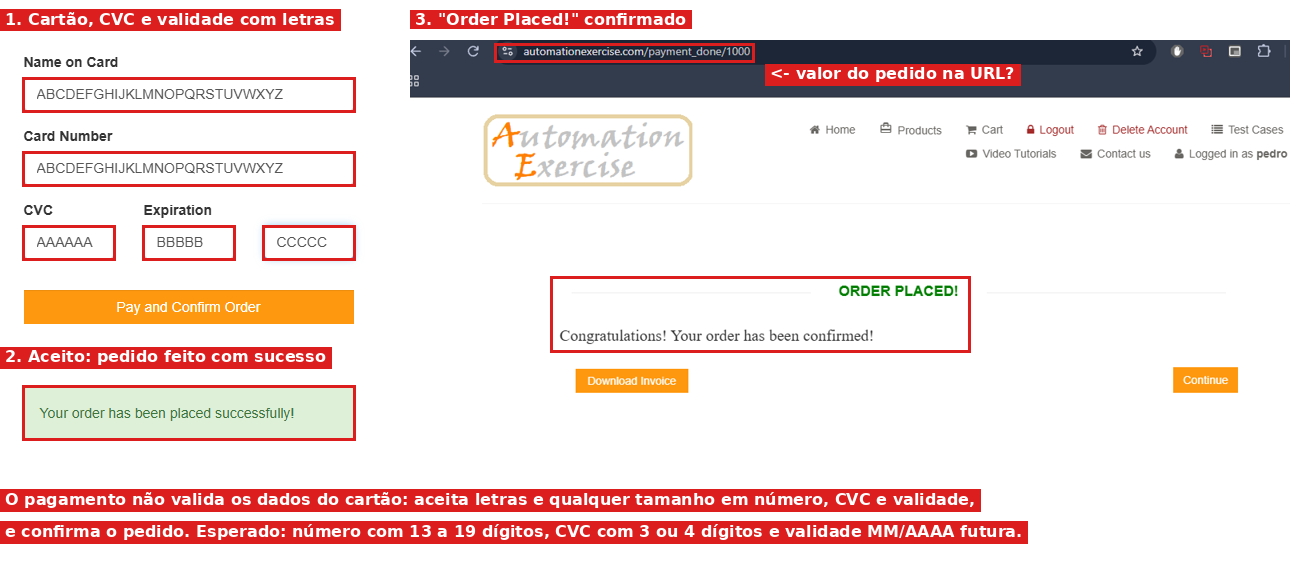 1. Cartão, CVC e validade com letras
Name on Card
ABCDEFGHIJKLMNOPQRSTUVWXYZ
Card Number
ABCDEFGHIJKLMNOPQRSTUVWXYZ
CVC Expiration
AAAAAA BBBBB CCCCC
Pay and Confirm Order
2. Aceito: pedido feito com sucesso
Your order has been placed successfully!
3. "Order Placed!" confirmado
automationexercise.com/payment_done/1000
<- valor do pedido na URL?
Automation
Exercise
Home Products Cart Logout Delete Account Test Cases
Video Tutorials Contact us Logged in as pedro
ORDER PLACED!
Congratulations! Your order has been confirmed!
Download Invoice Continue
O pagamento não valida os dados do cartão: aceita letras e qualquer tamanho em número, CVC e validade,
e confirma o pedido. Esperado: número com 13 a 19 dígitos, CVC com 3 ou 4 dígitos e validade MM/AAAA futura.